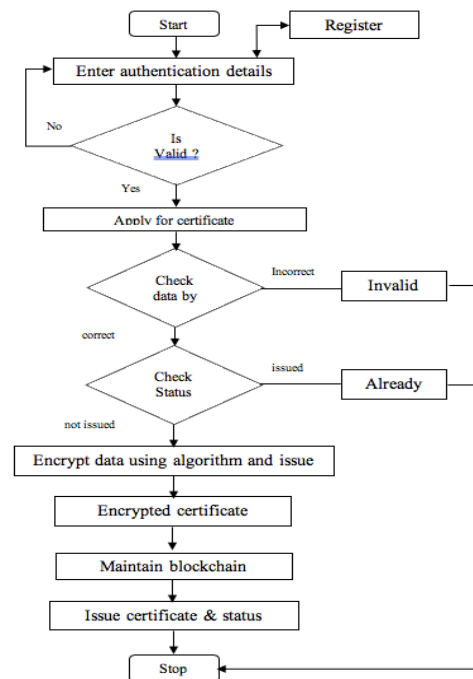 Start
Register
Enter authentication details
No
Is
Valid ?
Yes
Apply for certificate
Check
data by
Incorrect
Invalid
correct
Check
Status
issued
Already
not issued
Encrypt data using algorithm and issue
Encrypted certificate
Maintain blockchain
Issue certificate & status
Stop